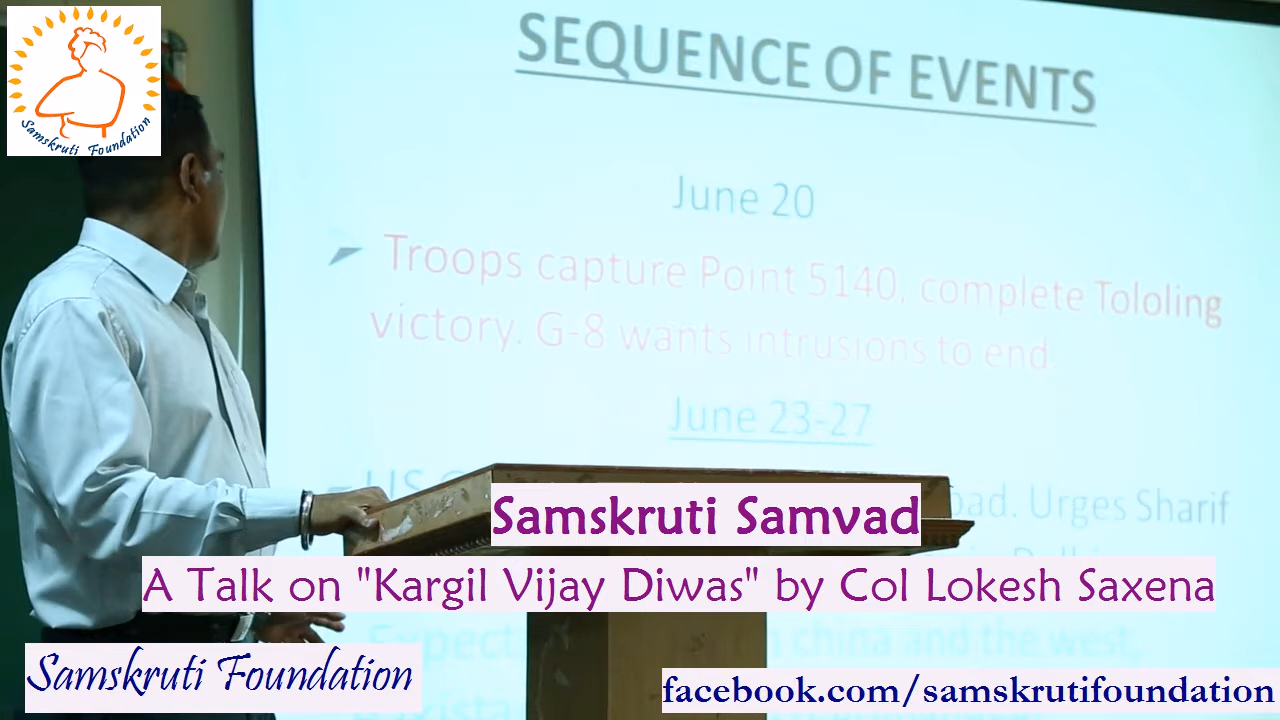 Samskruti Foundation
SEQUENCE OF EVENTS
June 20
Troops capture Point 5140, complete Tololing
victory. G-8 wants intrusions to end.
June 23-27
US
bad. Urges Sharif
Samskruti Samvad
A Talk on "Kargil Vijay Diwas" by Col Lokesh Saxena
china and the west,
Samskruti Foundation
facebook.com/samskrutifoundation